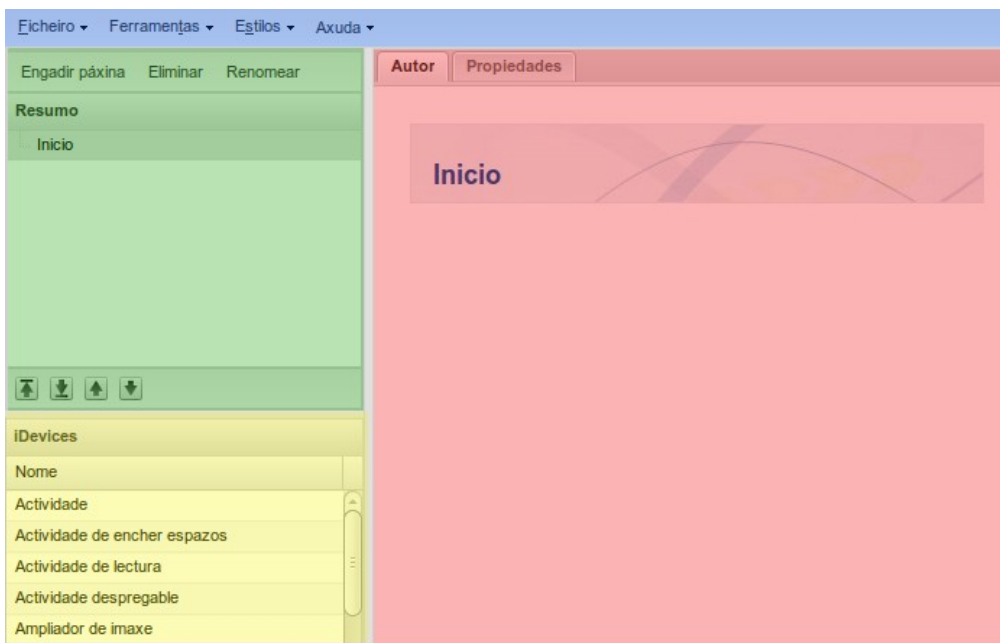 Ficheiro Ferramentas Estilos Axuda
Engadir páxina Eliminar Renomear
Resumo
Inicio
iDevices
Nome
Actividade
Actividade de encher espazos
Actividade de lectura
Actividade despregable
Ampliador de imaxe
Autor Propiedades
Inicio